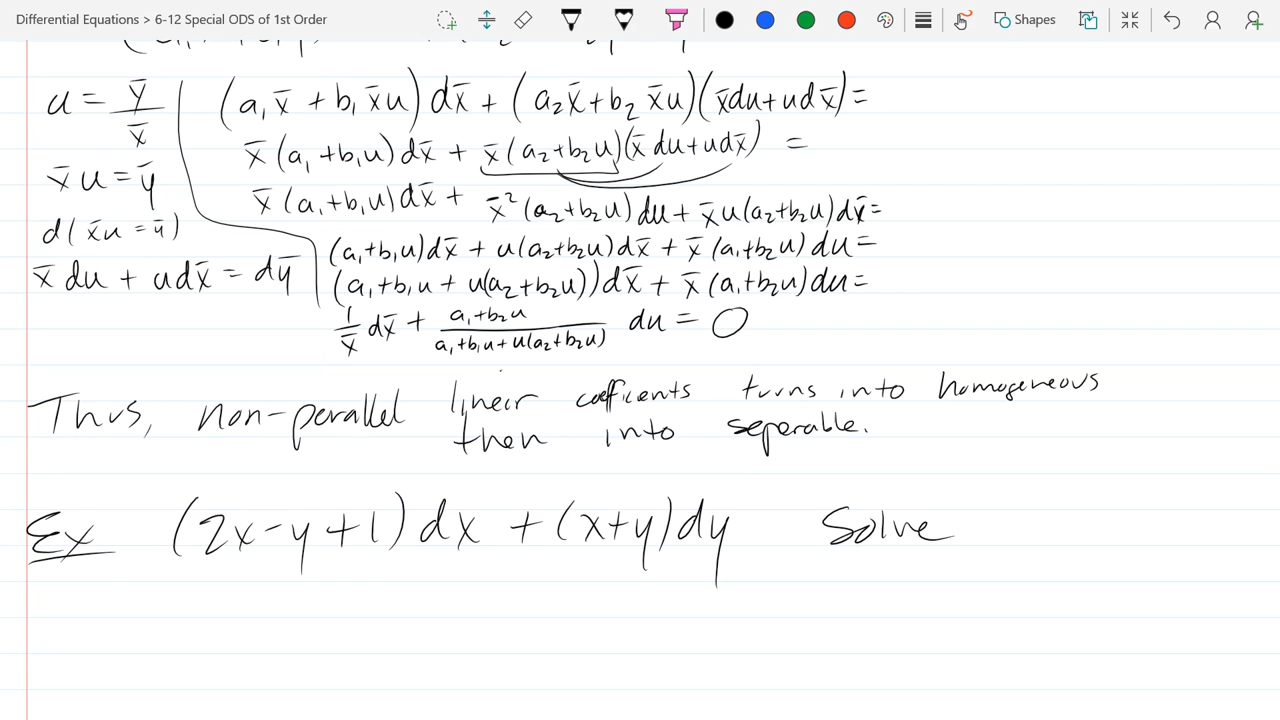 Differential Equations > 6-12 Special ODS of 1st Order
Shapes
u = ȳ/x̄
(a₁x̄ + b₁x̄u)dx̄ + (a₂x̄+b₂x̄u)(x̄du+udx̄)=
x̄(a₁+b₁u)dx̄ + x̄(a₂+b₂u)(x̄du+udx̄) =
x̄u = ȳ
x̄(a₁+b₁u)dx̄ + x̄²(a₂+b₂u)du + x̄u(a₂+b₂u)dx̄=
d(x̄u = ū)
(a₁+b₁u)dx̄ + u(a₂+b₂u)dx̄ + x̄(a₁+b₂u)du=
x̄du + udx̄ = dȳ
(a₁+b₁u + u(a₂+b₂u))dx̄ + x̄(a₁+b₂u)du=
1/x̄ dx̄ + (a₁+b₂u)/(a₁+b₁u+u(a₂+b₂u)) du = 0
Thus, non-perallel linear coefficents turns into homogeneous
then into seperable.
Ex (2x-y+1)dx + (x+y)dy Solve